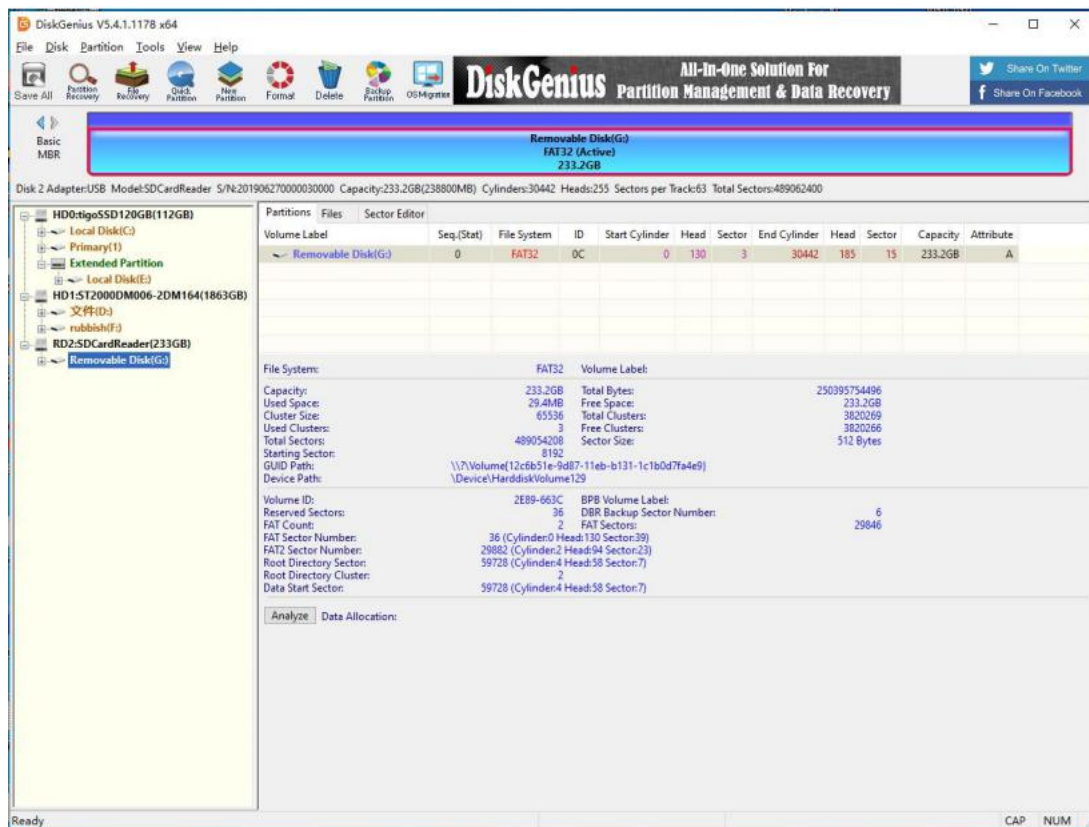 DiskGenius V5.4.1.1178 x64
File Disk Partition Tools View Help
Save All Partition Recovery File Recovery Quick Partition New Partition Format Delete Backup Partition OS Migration
DiskGenius All-In-One Solution For Partition Management & Data Recovery
Share On Twitter
Share On Facebook
Basic
MBR
Removable Disk(G:)
FAT32 (Active)
233.2GB
Disk 2 Adapter:USB Model:SDCardReader S/N:201906270000030000 Capacity:233.2GB(238800MB) Cylinders:30442 Heads:255 Sectors per Track:63 Total Sectors:489062400
HD0:tigoSSD120GB(112GB)
Local Disk(C:)
Primary(1)
Extended Partition
Local Disk(E:)
HD1:ST2000DM006-2DM164(1863GB)
文件(D:)
rubbish(F:)
RD2:SDCardReader(233GB)
Removable Disk(G:)
Partitions Files Sector Editor
Volume Label Seq.(Stat) File System ID Start Cylinder Head Sector End Cylinder Head Sector Capacity Attribute
Removable Disk(G:) 0 FAT32 0C 0 130 3 30442 185 15 233.2GB A
File System: FAT32 Volume Label:
Capacity: 233.2GB Total Bytes: 250395754496
Used Space: 29.4MB Free Space: 233.2GB
Cluster Size: 65536 Total Clusters: 3820269
Used Clusters: 3 Free Clusters: 3820266
Total Sectors: 489054208 Sector Size: 512 Bytes
Starting Sector: 8192
GUID Path: \\?\Volume{12c6b51e-9d87-11eb-b131-1c1b0d7fa4e9}
Device Path: \Device\HarddiskVolume129
Volume ID: 2E89-663C BPB Volume Label:
Reserved Sectors: 36 DBR Backup Sector Number: 6
FAT Count: 2 FAT Sectors: 29846
FAT Sector Number: 36 (Cylinder:0 Head:130 Sector:39)
FAT2 Sector Number: 29882 (Cylinder:2 Head:94 Sector:23)
Root Directory Sector: 59728 (Cylinder:4 Head:58 Sector:7)
Root Directory Cluster: 2
Data Start Sector: 59728 (Cylinder:4 Head:58 Sector:7)
Analyze Data Allocation:
Ready CAP NUM